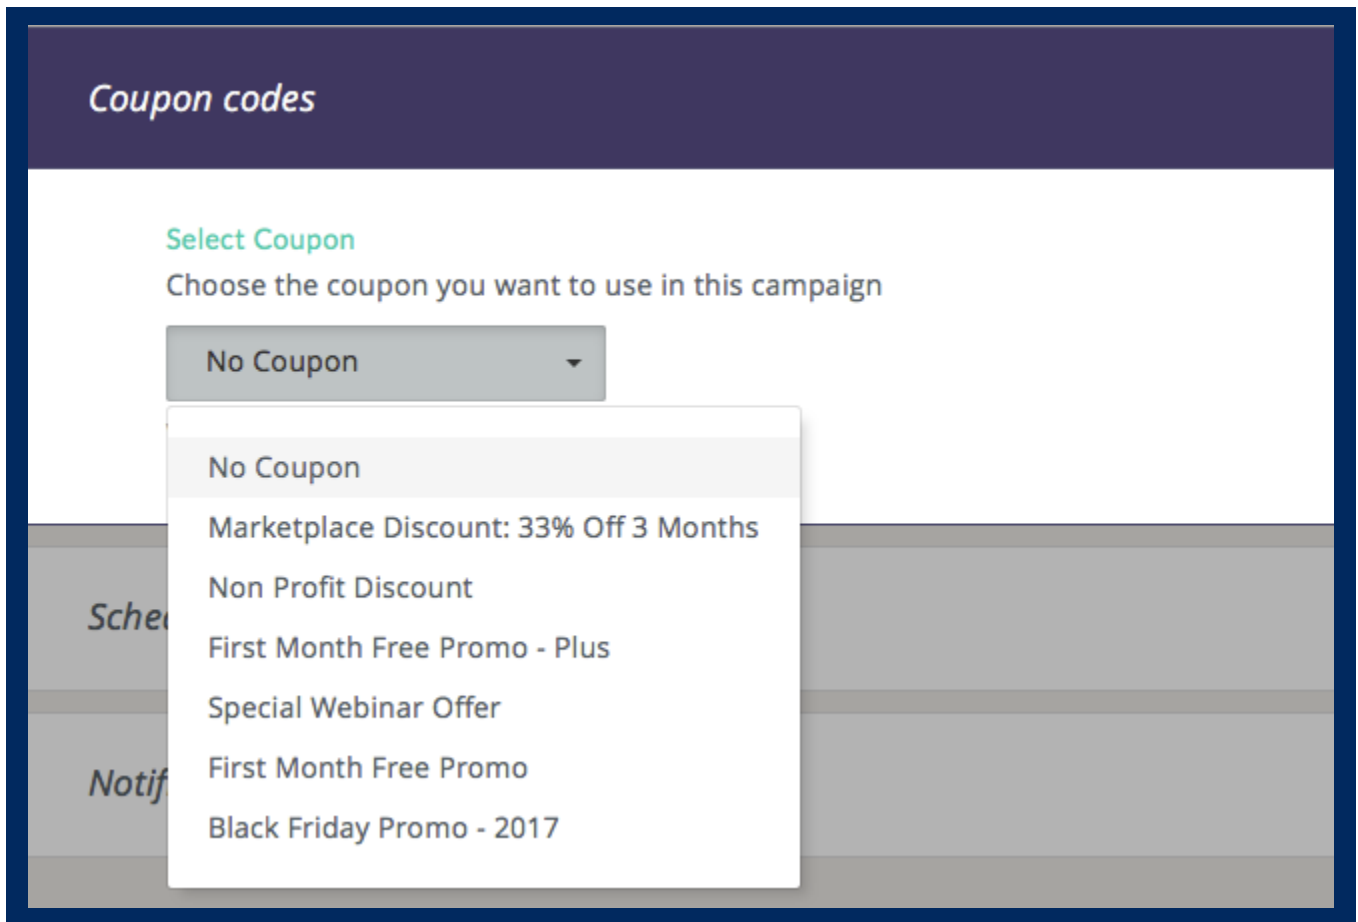 Coupon codes
Select Coupon
Choose the coupon you want to use in this campaign
No Coupon
No Coupon
Marketplace Discount: 33% Off 3 Months
Non Profit Discount
First Month Free Promo - Plus
Special Webinar Offer
First Month Free Promo
Black Friday Promo - 2017